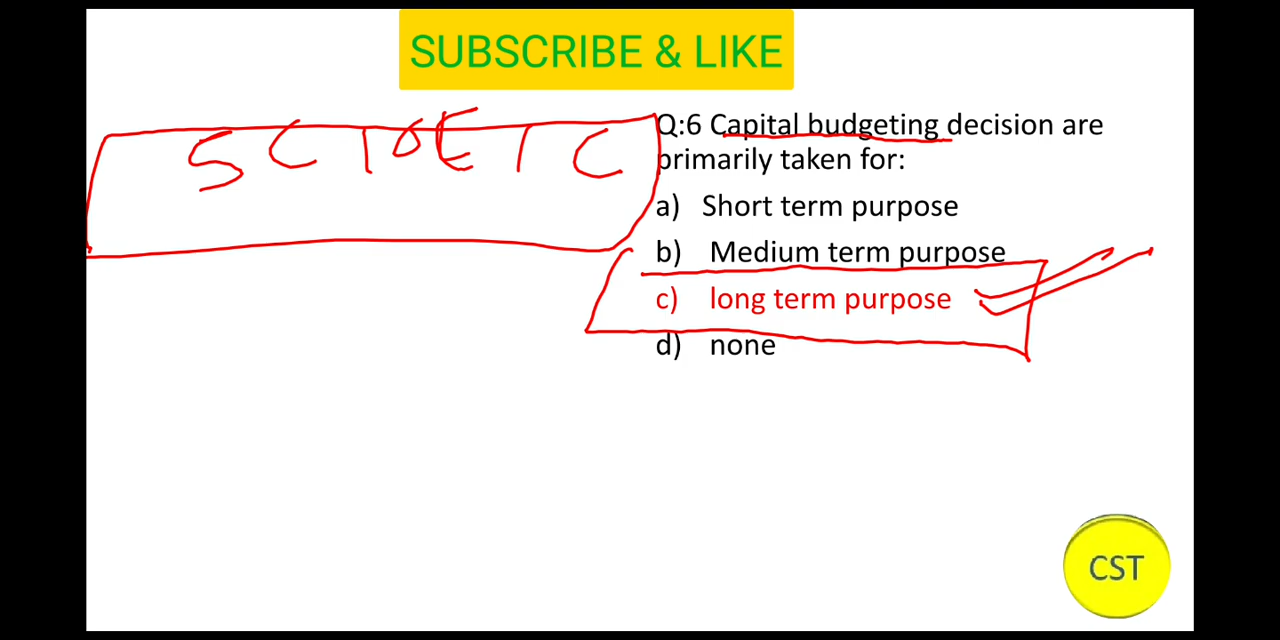 SUBSCRIBE & LIKE
Q:6 Capital budgeting decision are
primarily taken for:
a) Short term purpose
b) Medium term purpose
c) long term purpose
d) none
CST